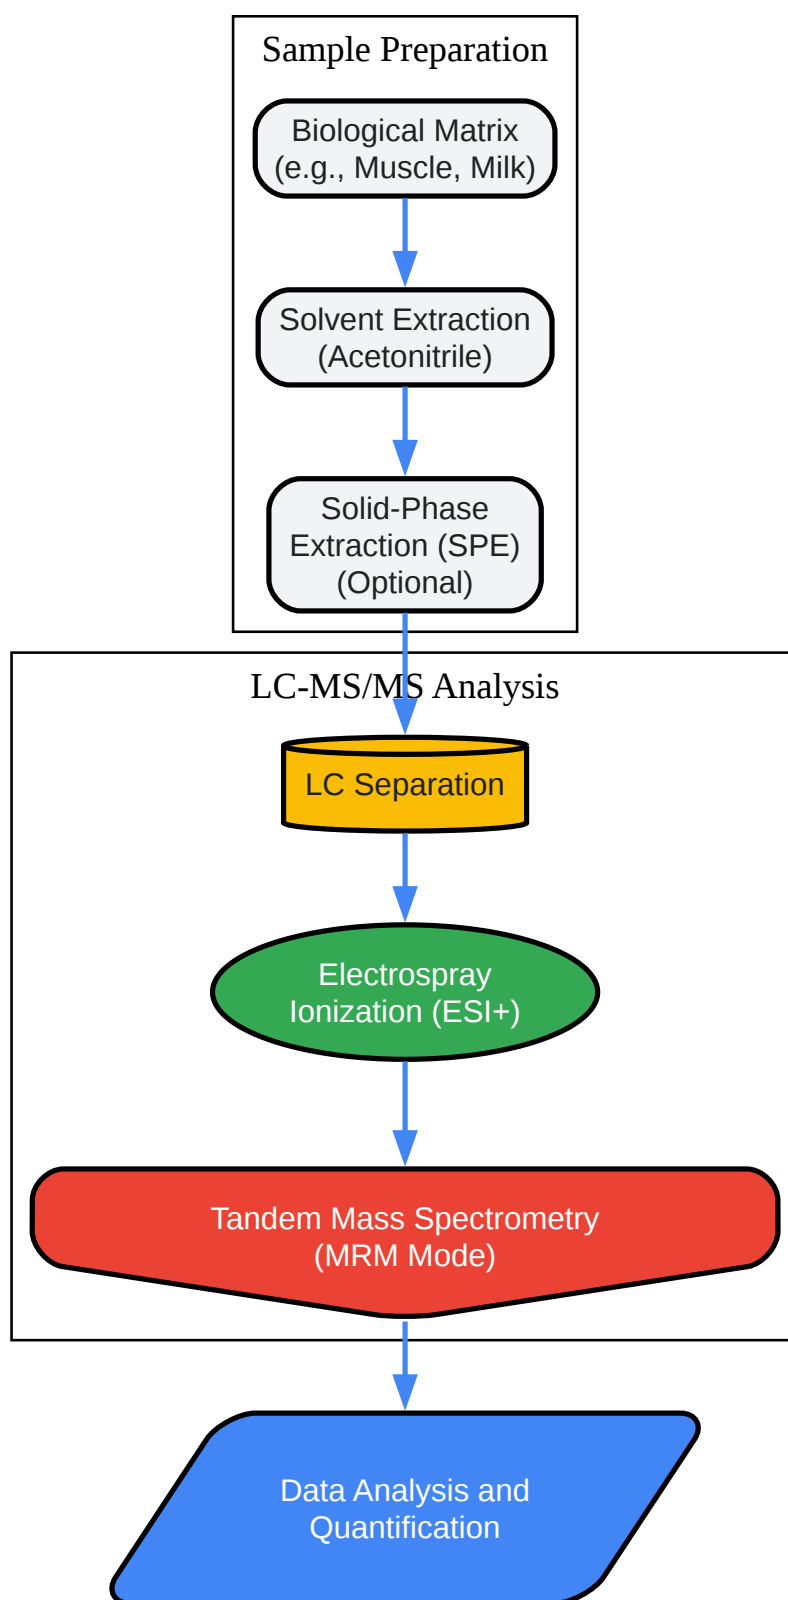 Sample Preparation
Biological Matrix
(e.g., Muscle, Milk)
Solvent Extraction
(Acetonitrile)
Solid-Phase
Extraction (SPE)
(Optional)
LC-MS/MS Analysis
LC Separation
Electrospray
Ionization (ESI+)
Tandem Mass Spectrometry
(MRM Mode)
Data Analysis and
Quantification